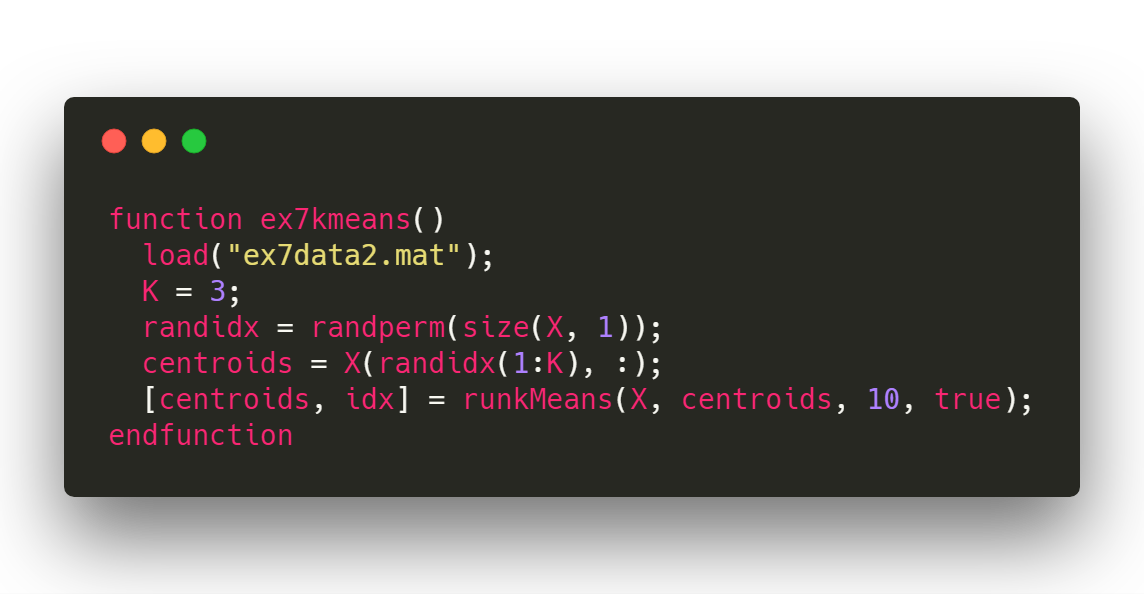 function ex7kmeans()
  load("ex7data2.mat");
  K = 3;
  randidx = randperm(size(X, 1));
  centroids = X(randidx(1:K), :);
  [centroids, idx] = runkMeans(X, centroids, 10, true);
endfunction